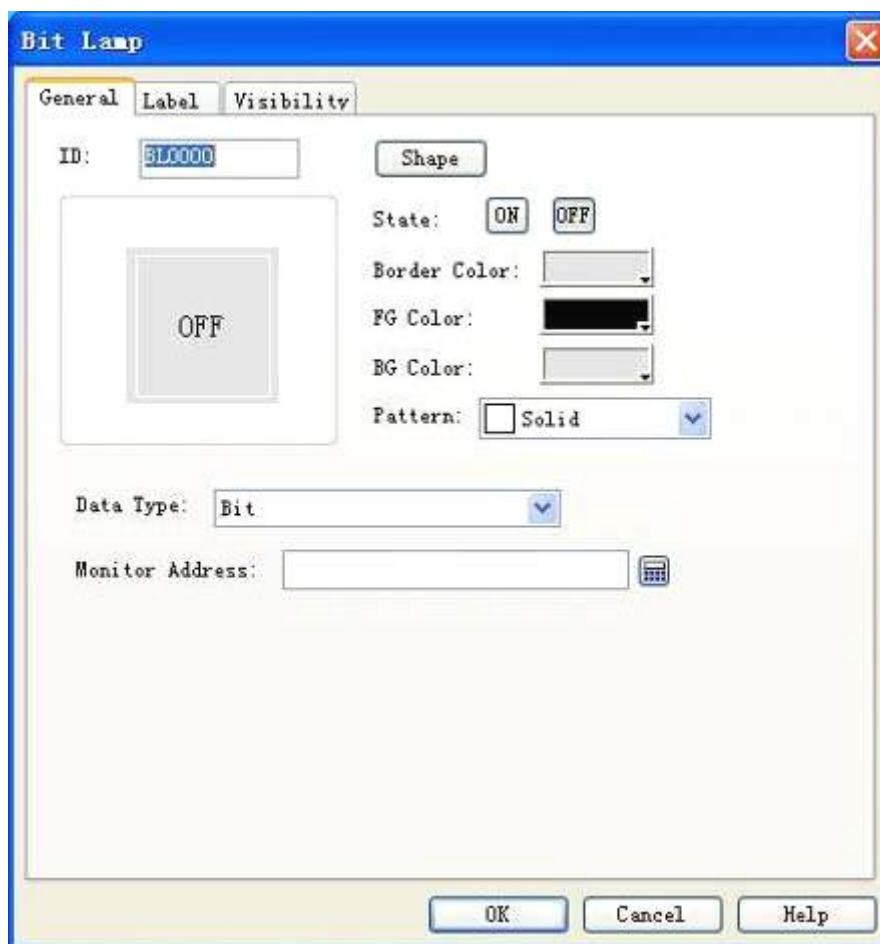 Bit Lamp
General Label Visibility
ID: BL0000 Shape
State: ON OFF
Border Color:
OFF
FG Color:
BG Color:
Pattern: Solid
Data Type: Bit
Monitor Address:
OK Cancel Help